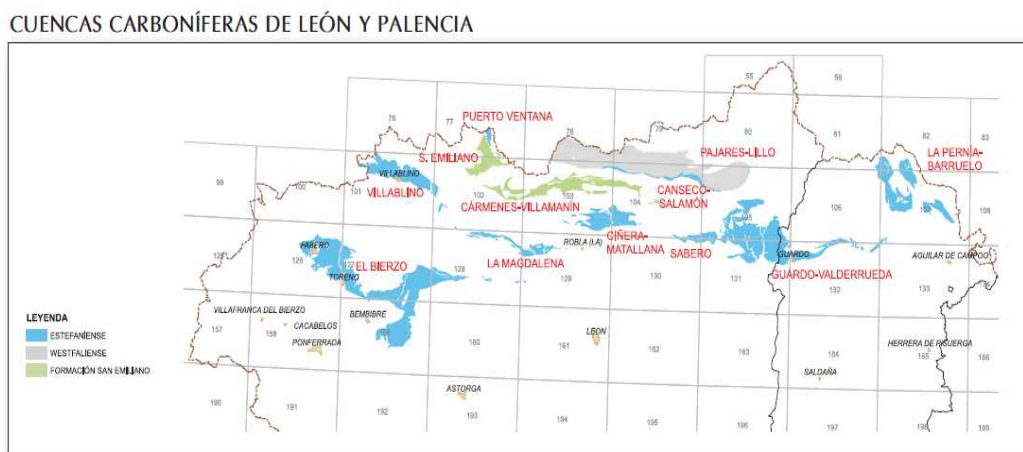 CUENCAS CARBONÍFERAS DE LEÓN Y PALENCIA
55 56
76 77 PUERTO VENTANA 78 79 80 81 82 83
S. EMILIANO PAJARES-LILLO LA PERNÍA-
BARRUELO
99 100 101 VILLABLINO
VILLABLINO 102 103 104 CANSECO-
SALAMÓN 105 106 107 108
CÁRMENES-VILLAMANÍN
CIÑERA-
MATALLANA
FABERO 126 127 EL BIERZO 128 LA MAGDALENA ROBLA (LA) 129 130 SABERO 131 GUARDO AGUILAR DE CAMPOO
TORENO GUARDO-VALDERRUEDA 132 133
VILLAFRANCA DEL BIERZO BEMBIBRE
LEYENDA
ESTEFANIENSE
WESTFALIENSE
FORMACIÓN SAN EMILIANO
157 158 CACABELOS 160 161 LEON 162 163 164 HERRERA DE PISUERGA
165 166
PONFERRADA SALDAÑA
190 191 192 ASTORGA
193 194 195 196 197 198 199